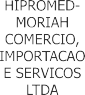 HIPROMED-
MORIAH
COMERCIO,
IMPORTACAO
E SERVICOS
LTDA